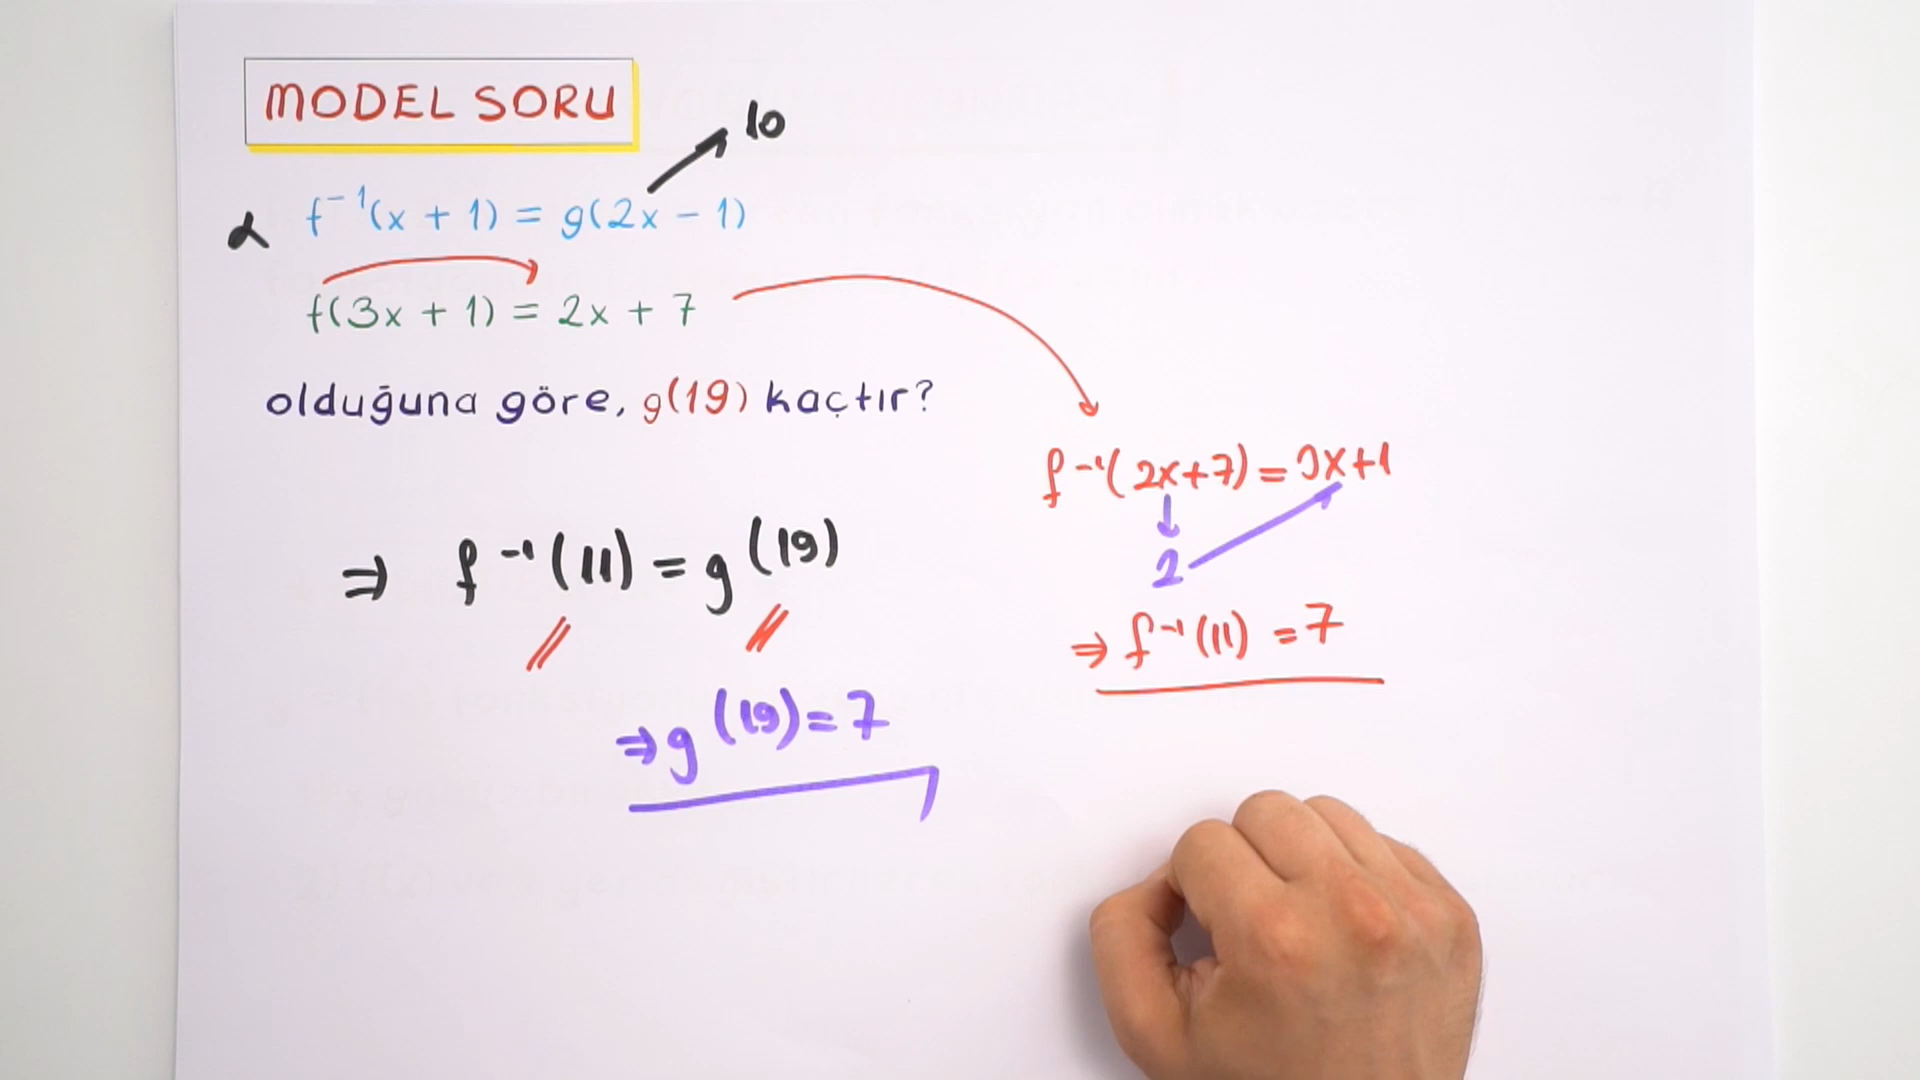 MODEL SORU
10
α f⁻¹(x + 1) = g(2x − 1)
f(3x + 1) = 2x + 7
olduğuna göre, g(19) kaçtır?
f⁻¹(2x+7) = 3x+1
2
⇒ f⁻¹(11) = g(19)
⇒ f⁻¹(11) = 7
⇒ g(19) = 7